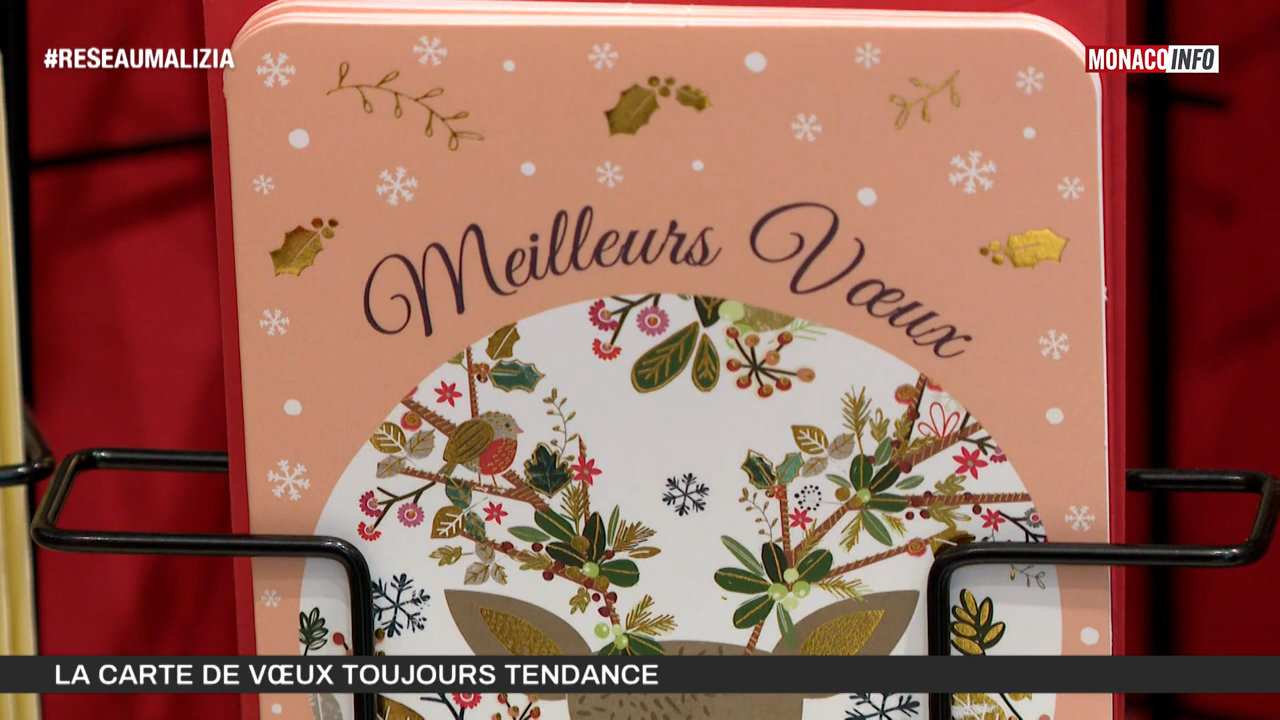 #RESEAUMALIZIA
MONACO INFO
Meilleurs Vœux
LA CARTE DE VŒUX TOUJOURS TENDANCE